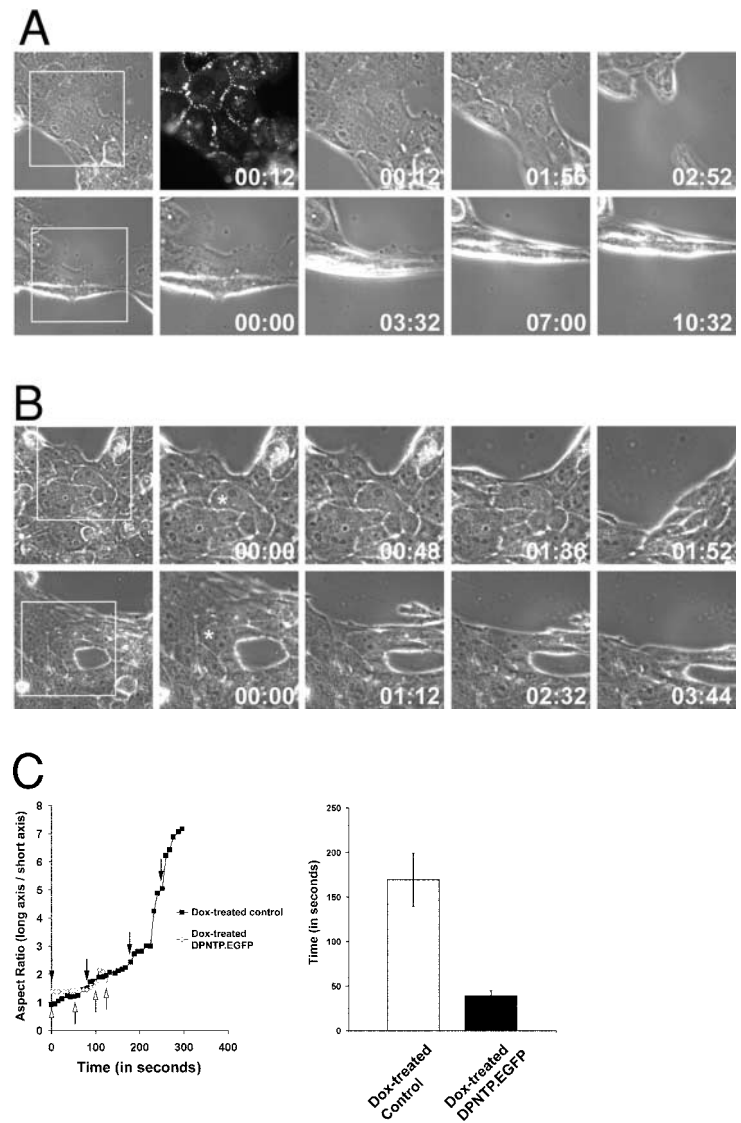 A
00:12
00:12
01:56
02:52
00:00
03:32
07:00
10:32
B
*
00:00
00:48
01:36
01:52
*
00:00
01:12
02:32
03:44
C
Aspect Ratio (long axis / short axis)
8
7
6
5
4
3
2
1
0
0
100
200
300
400
Time (in seconds)
Dox-treated control
Dox-treated
DPNTP.EGFP
Time (in seconds)
250
200
150
100
50
0
Dox-treated
Control
Dox-treated
DPNTP.EGFP